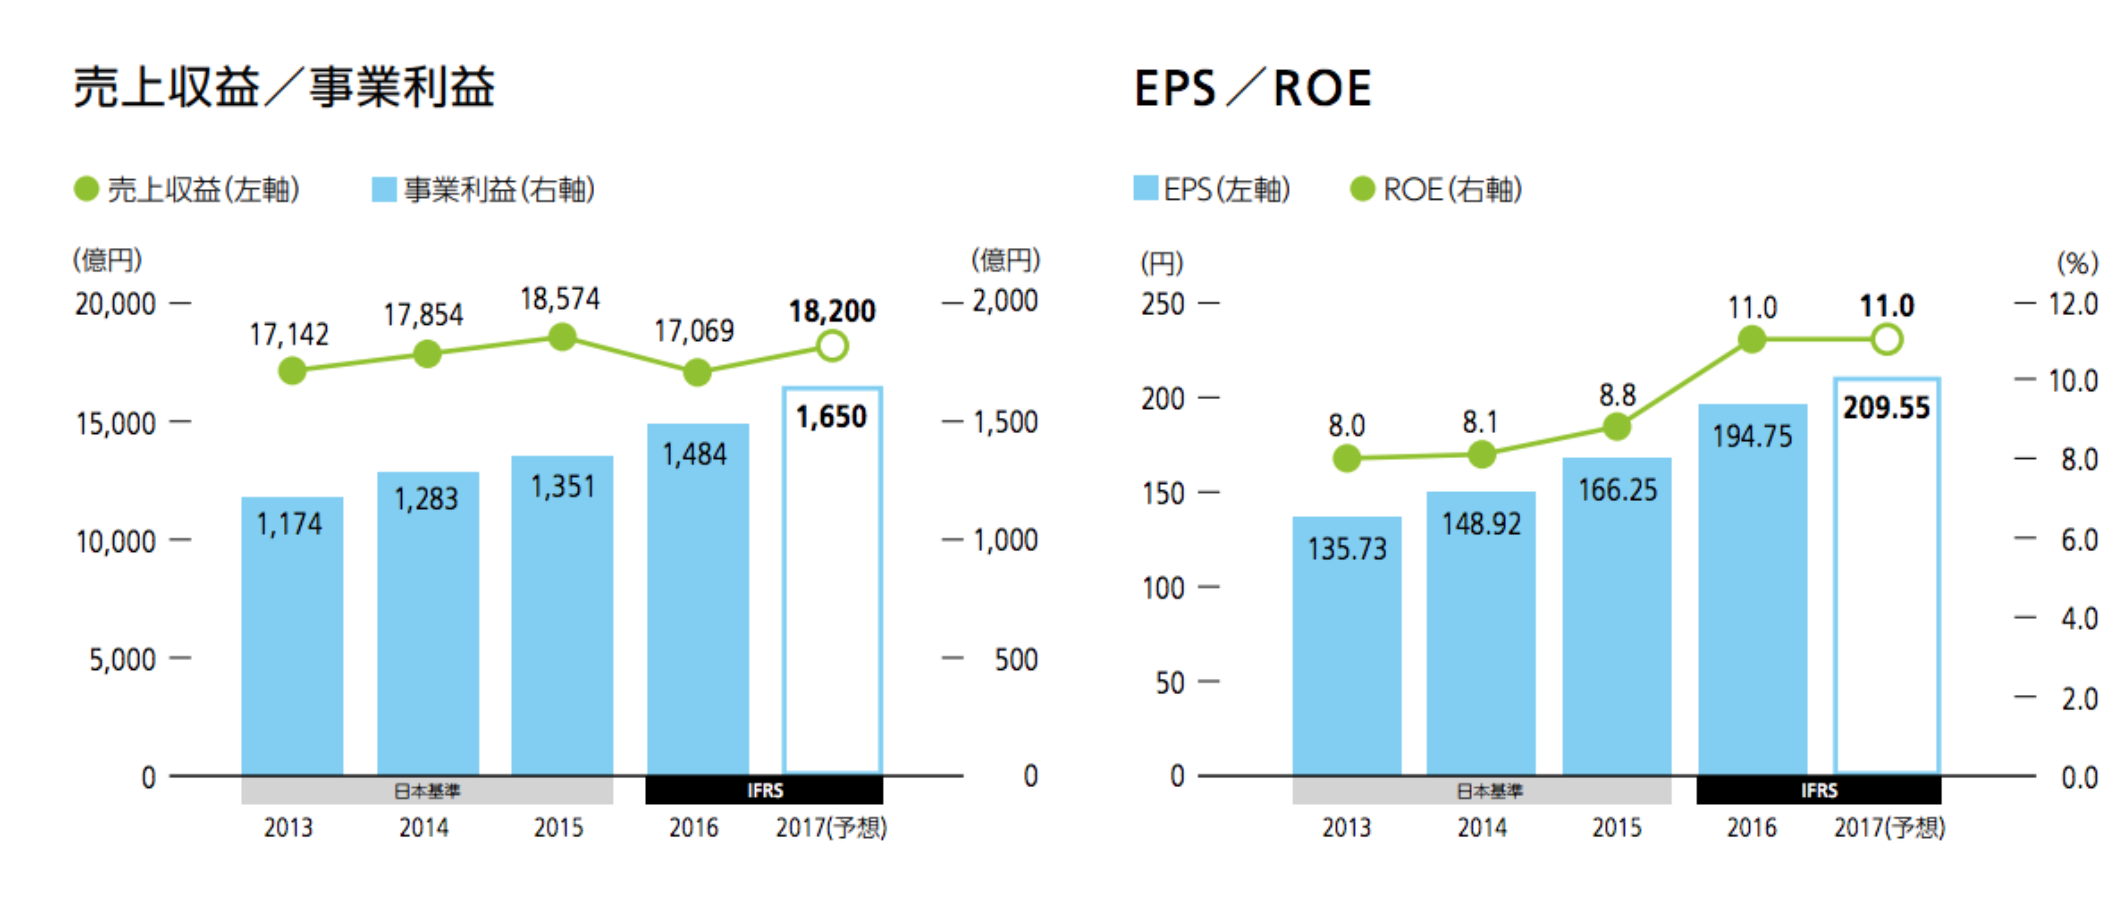 売上収益／事業利益
売上収益(左軸) 事業利益(右軸)
(億円) (億円)
20,000 2,000
15,000 1,500
10,000 1,000
5,000 500
0 0
17,142 17,854 18,574 17,069 18,200
1,174 1,283 1,351 1,484 1,650
日本基準 IFRS
2013 2014 2015 2016 2017(予想)
EPS／ROE
EPS(左軸) ROE(右軸)
(円) (%)
250 12.0
200 10.0
150 8.0
100 6.0
50 4.0
0 2.0
0.0
8.0 8.1 8.8 11.0 11.0
135.73 148.92 166.25 194.75 209.55
日本基準 IFRS
2013 2014 2015 2016 2017(予想)